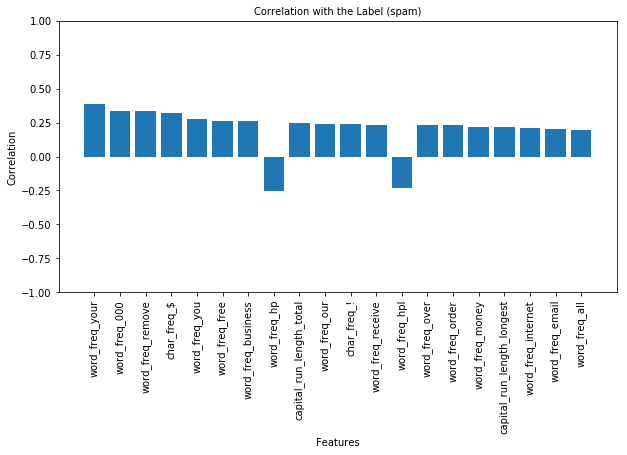 Correlation with the Label (spam)
Correlation
1.00
0.75
0.50
0.25
0.00
−0.25
−0.50
−0.75
−1.00
word_freq_your
word_freq_000
word_freq_remove
char_freq_$
word_freq_you
word_freq_free
word_freq_business
word_freq_hp
capital_run_length_total
word_freq_our
char_freq_!
word_freq_receive
word_freq_hpl
word_freq_over
word_freq_order
word_freq_money
capital_run_length_longest
word_freq_internet
word_freq_email
word_freq_all
Features